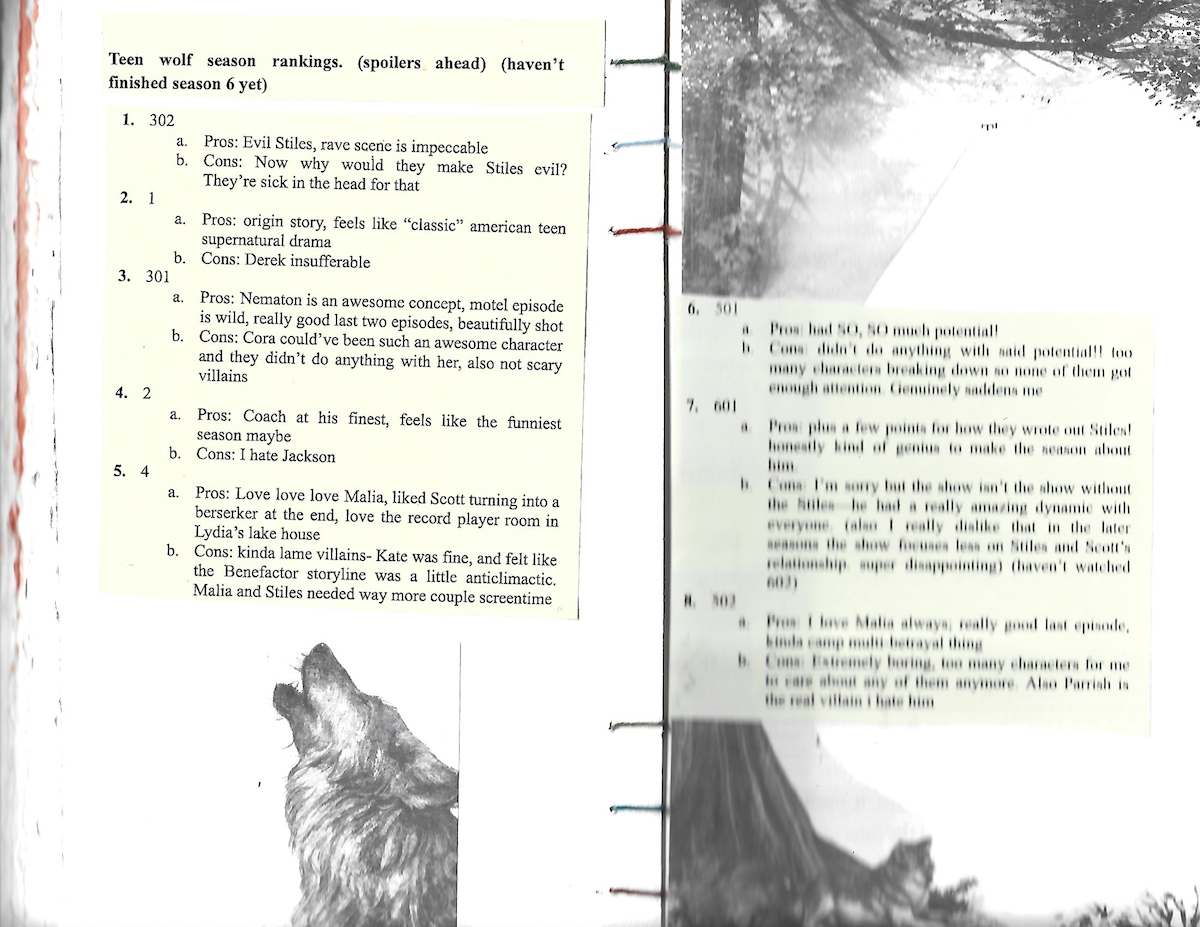 Teen wolf season rankings. (spoilers ahead) (haven't
finished season 6 yet)
1. 302
a. Pros: Evil Stiles, rave scene is impeccable
b. Cons: Now why would they make Stiles evil?
They're sick in the head for that
2. 1
a. Pros: origin story, feels like "classic" american teen
supernatural drama
b. Cons: Derek insufferable
3. 301
a. Pros: Nematon is an awesome concept, motel episode
is wild, really good last two episodes, beautifully shot
b. Cons: Cora could've been such an awesome character
and they didn't do anything with her, also not scary
villains
4. 2
a. Pros: Coach at his finest, feels like the funniest
season maybe
b. Cons: I hate Jackson
5. 4
a. Pros: Love love love Malia, liked Scott turning into a
berserker at the end, love the record player room in
Lydia's lake house
b. Cons: kinda lame villains- Kate was fine, and felt like
the Benefactor storyline was a little anticlimactic.
Malia and Stiles needed way more couple screentime
6. 501
a. Pros: had SO, SO much potential!
b. Cons: didn't do anything with said potential!! too
many characters breaking down so none of them got
enough attention. Genuinely saddens me
7. 601
a. Pros: plus a few points for how they wrote out Stiles!
honestly kind of genius to make the season about
him.
b. Cons: I'm sorry but the show isn't the show without
the Stiles- he had a really amazing dynamic with
everyone. (also I really dislike that in the later
seasons the show focuses less on Stiles and Scott's
relationship. super disappointing) (haven't watched
602)
8. 502
a. Pros: I love Malia always, really good last episode,
kinda camp multi betrayal thing
b. Cons: Extremely boring, too many characters for me
to care about any of them anymore. Also Parrish is
the real villain i hate him